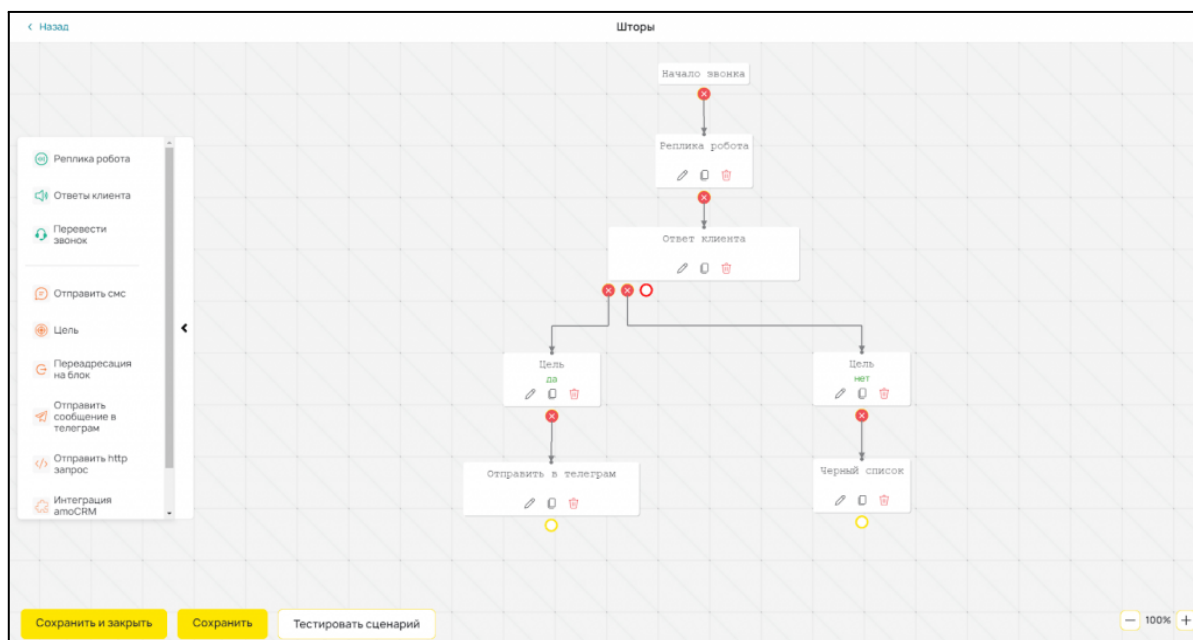 Назад
Шторы
Начало звонка
Реплика робота
Ответ клиента
Цель
да
Цель
нет
Отправить в телеграм
Черный список
Реплика робота
Ответы клиента
Перевести
звонок
Отправить смс
Цель
Переадресация
на блок
Отправить
сообщение в
телеграм
Отправить http
запрос
Интеграция
amoCRM
Сохранить и закрыть
Сохранить
Тестировать сценарий
100%